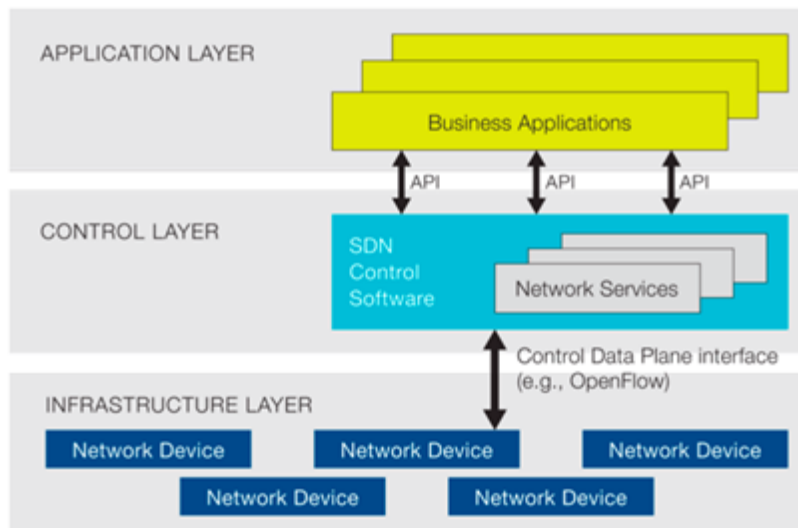 APPLICATION LAYER
Business Applications
API
API
API
CONTROL LAYER
SDN
Control
Software
Network Services
Control Data Plane interface
(e.g., OpenFlow)
INFRASTRUCTURE LAYER
Network Device
Network Device
Network Device
Network Device
Network Device